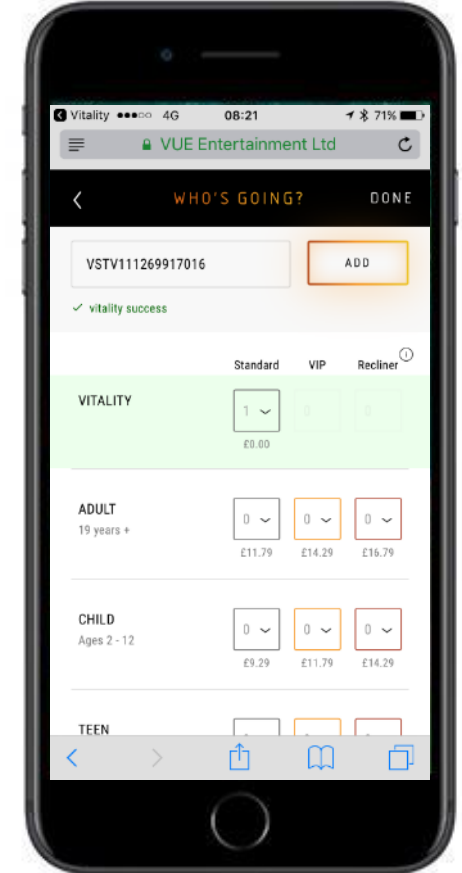 Vitality 4G 08:21 71%
VUE Entertainment Ltd
WHO'S GOING? DONE
VSTV111269917016 ADD
✓ vitality success
Standard VIP Recliner
VITALITY 1 0 0
£0.00
ADULT 0 0 0
19 years +
£11.79 £14.29 £16.79
CHILD 0 0 0
Ages 2 - 12
£9.29 £11.79 £14.29
TEEN